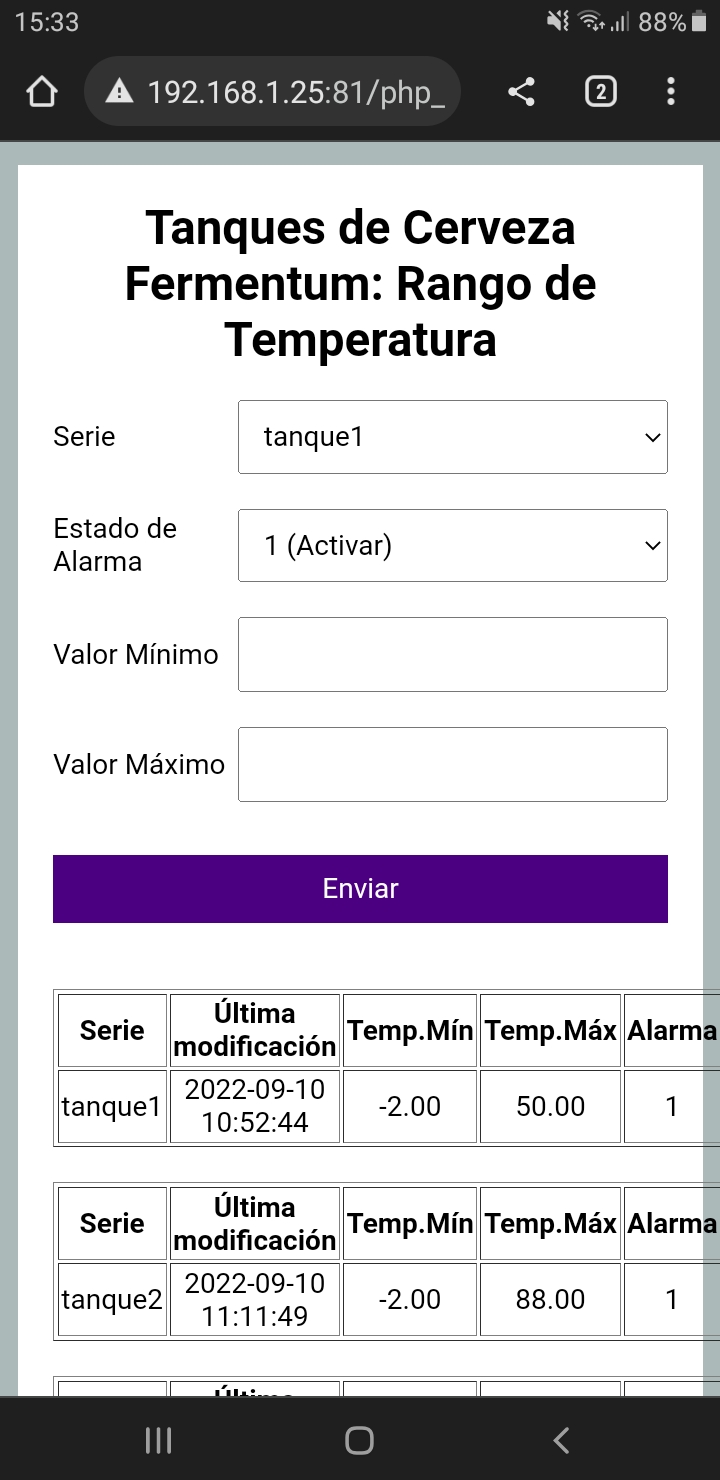 15:33
88%
192.168.1.25:81/php_
2
Tanques de Cerveza
Fermentum: Rango de
Temperatura
Serie
tanque1
Estado de
Alarma
1 (Activar)
Valor Mínimo
Valor Máximo
Enviar
Serie
Última
modificación
Temp.Mín
Temp.Máx
Alarma
tanque1
2022-09-10
10:52:44
-2.00
50.00
1
Serie
Última
modificación
Temp.Mín
Temp.Máx
Alarma
tanque2
2022-09-10
11:11:49
-2.00
88.00
1
Última